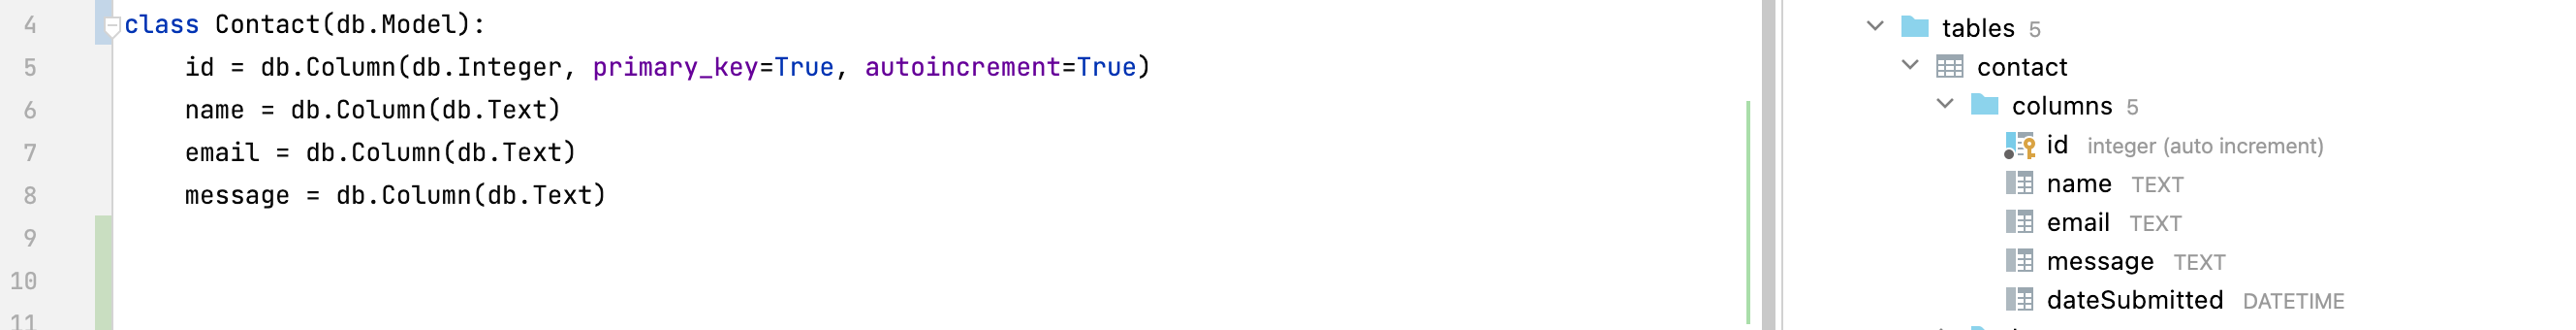 4 class Contact(db.Model):
5 id = db.Column(db.Integer, primary_key=True, autoincrement=True)
6 name = db.Column(db.Text)
7 email = db.Column(db.Text)
8 message = db.Column(db.Text)
9
10
11
tables 5
contact
columns 5
id integer (auto increment)
name TEXT
email TEXT
message TEXT
dateSubmitted DATETIME